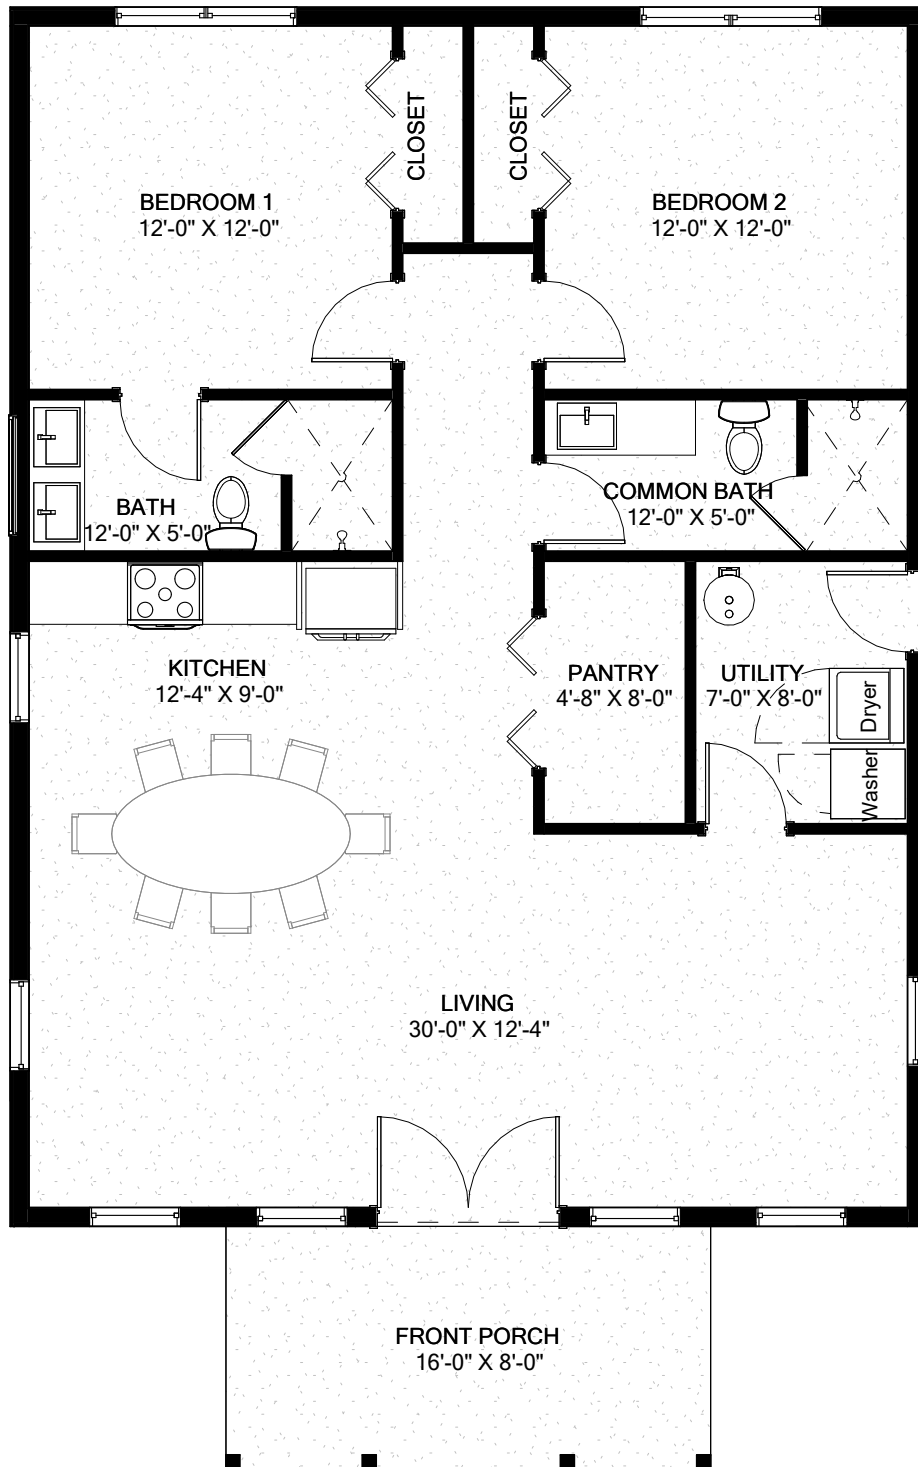 CLOSET
CLOSET
BEDROOM 1
12'-0" X 12'-0"
BEDROOM 2
12'-0" X 12'-0"
BATH
12'-0" X 5'-0"
COMMON BATH
12'-0" X 5'-0"
KITCHEN
12'-4" X 9'-0"
PANTRY
4'-8" X 8'-0"
UTILITY
7'-0" X 8'-0"
Dryer
Washer
LIVING
30'-0" X 12'-4"
FRONT PORCH
16'-0" X 8'-0"